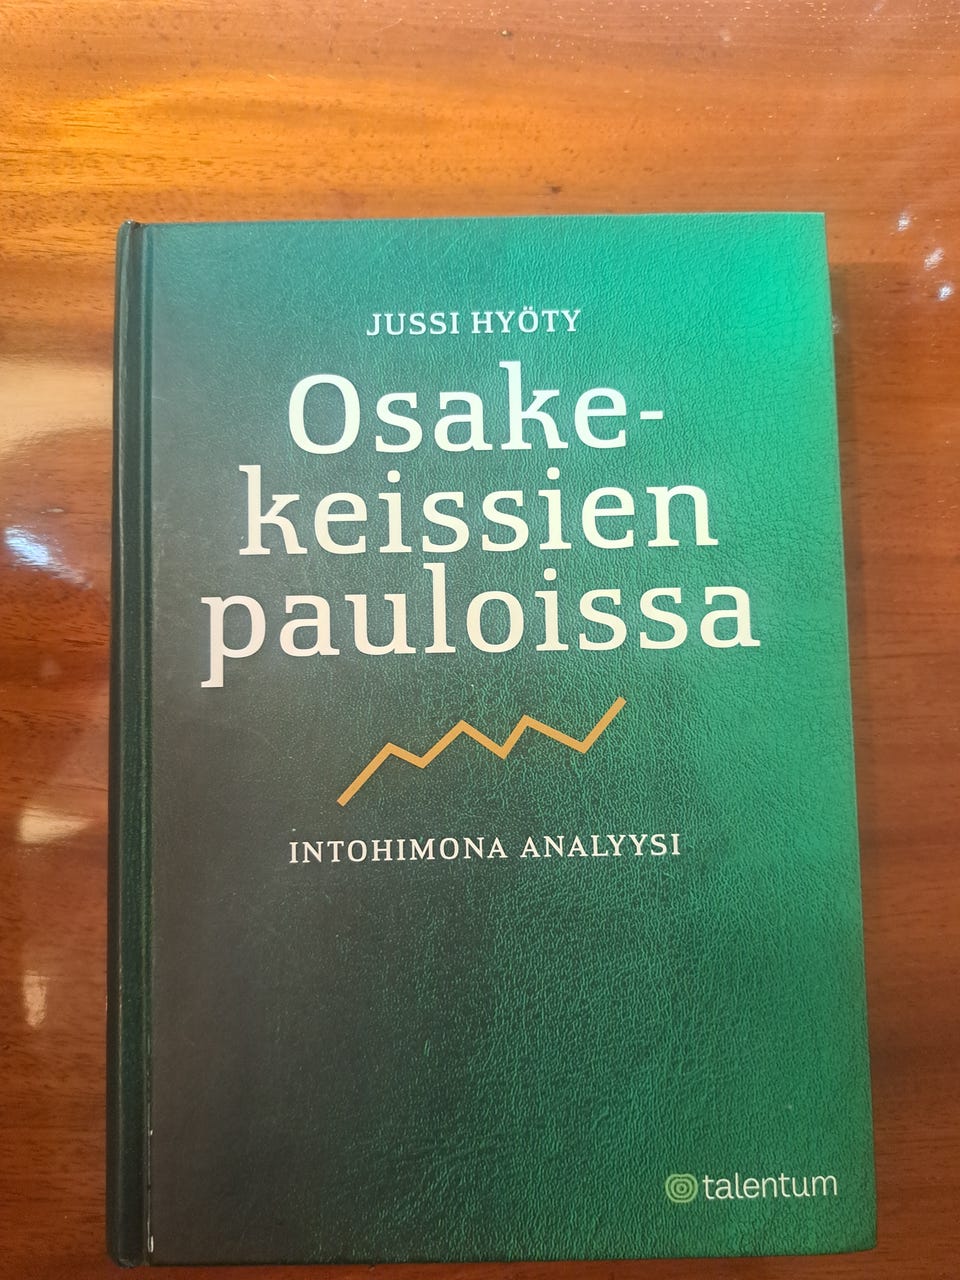 JUSSI HYÖTY
Osake-
keissien
pauloissa
INTOHIMONA ANALYYSI
talentum